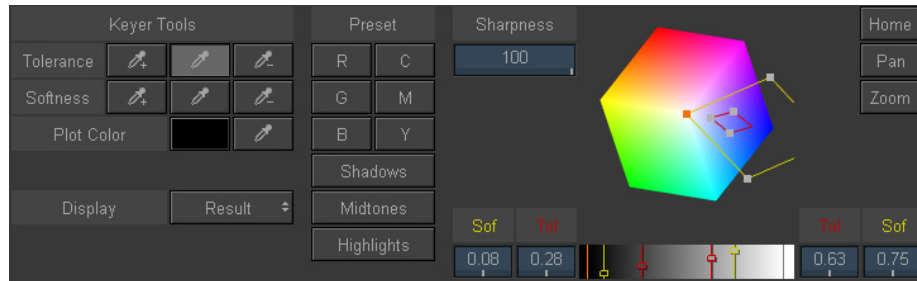 Keyer Tools Preset Sharpness Home
Tolerance R C 100 Pan
Softness G M Zoom
Plot Color B Y
Shadows
Display Result Midtones
Sof Tol Tol Sof
Highlights
0.08 0.28 0.63 0.75